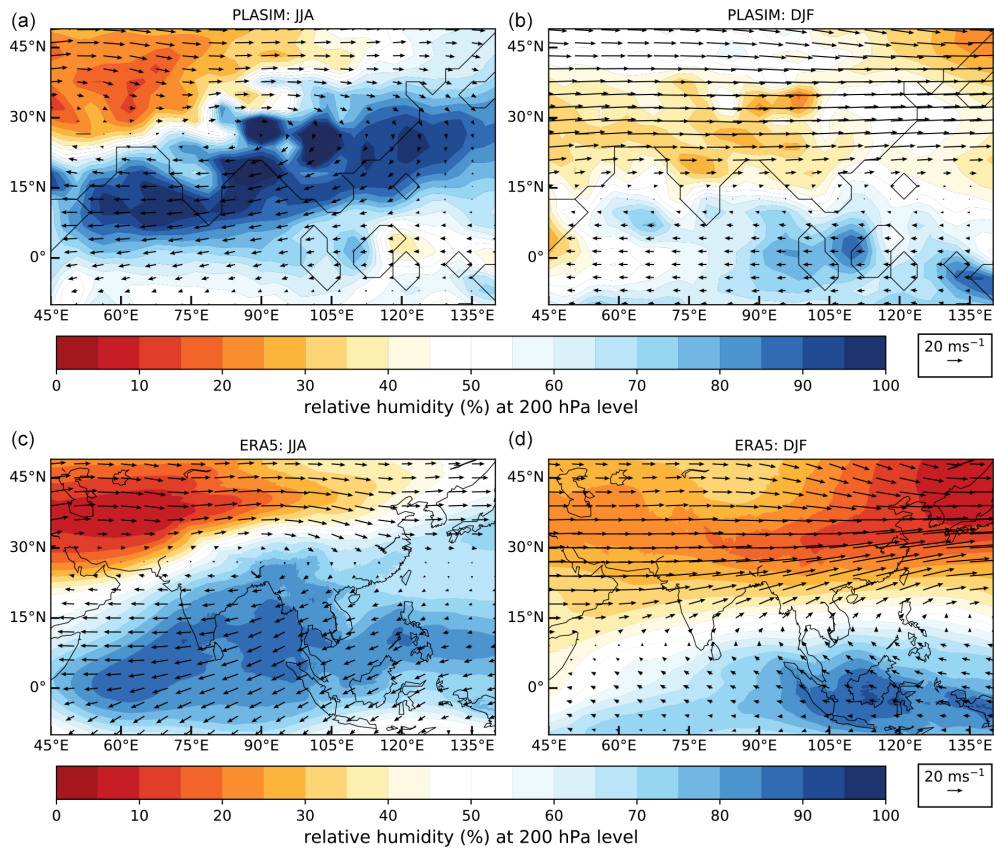 (a) PLASIM: JJA
(b) PLASIM: DJF
45°N
30°N
15°N
0°
45°E 60°E 75°E 90°E 105°E 120°E 135°E
45°N
30°N
15°N
0°
45°E 60°E 75°E 90°E 105°E 120°E 135°E
0 10 20 30 40 50 60 70 80 90 100
relative humidity (%) at 200 hPa level
20 ms⁻¹
(c) ERA5: JJA
(d) ERA5: DJF
45°N
30°N
15°N
0°
45°E 60°E 75°E 90°E 105°E 120°E 135°E
45°N
30°N
15°N
0°
45°E 60°E 75°E 90°E 105°E 120°E 135°E
0 10 20 30 40 50 60 70 80 90 100
relative humidity (%) at 200 hPa level
20 ms⁻¹